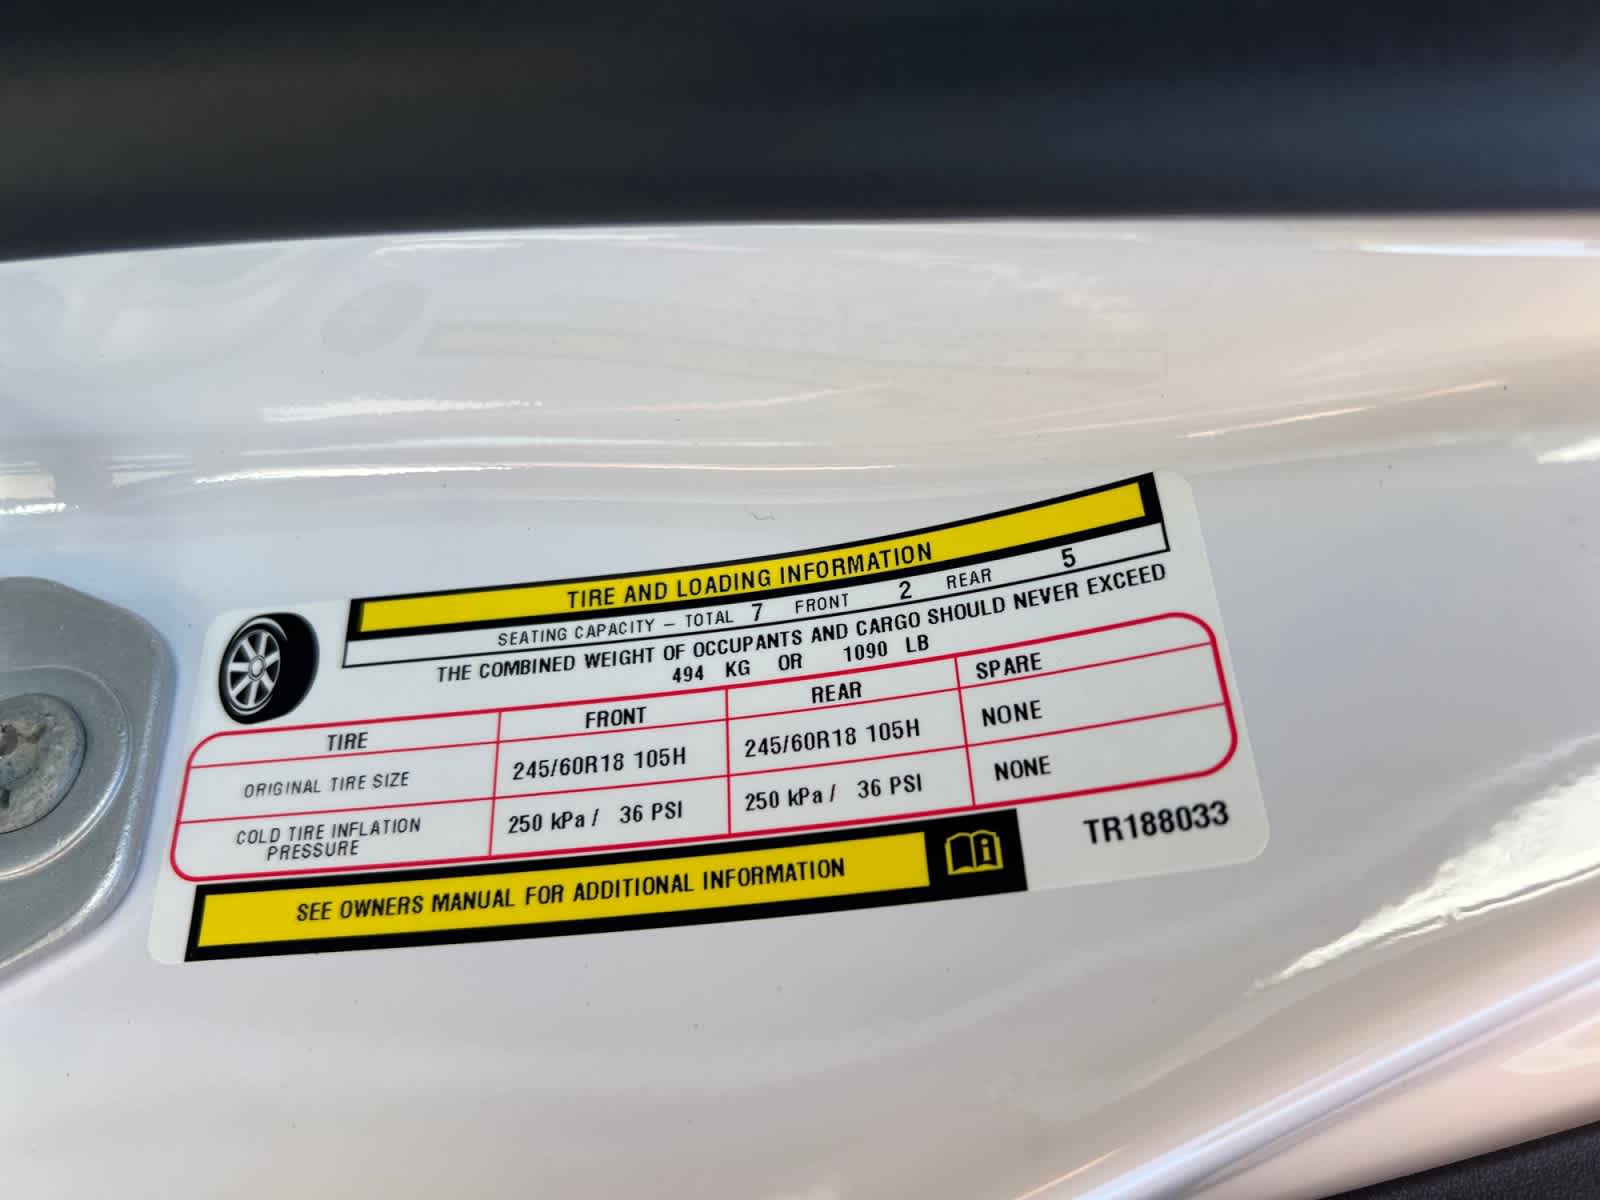 TIRE AND LOADING INFORMATION
SEATING CAPACITY – TOTAL 7 FRONT 2 REAR 5
THE COMBINED WEIGHT OF OCCUPANTS AND CARGO SHOULD NEVER EXCEED
494 KG OR 1090 LB
TIRE FRONT REAR SPARE
ORIGINAL TIRE SIZE 245/60R18 105H 245/60R18 105H NONE
COLD TIRE INFLATION PRESSURE 250 kPa / 36 PSI 250 kPa / 36 PSI NONE
SEE OWNERS MANUAL FOR ADDITIONAL INFORMATION
TR188033